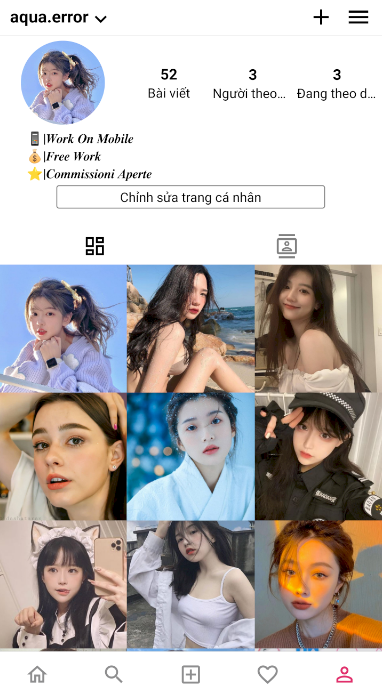 aqua.error
52
Bài viết
3
Người theo...
3
Đang theo d...
|Work On Mobile
|Free Work
|Commissioni Aperte
Chỉnh sửa trang cá nhân